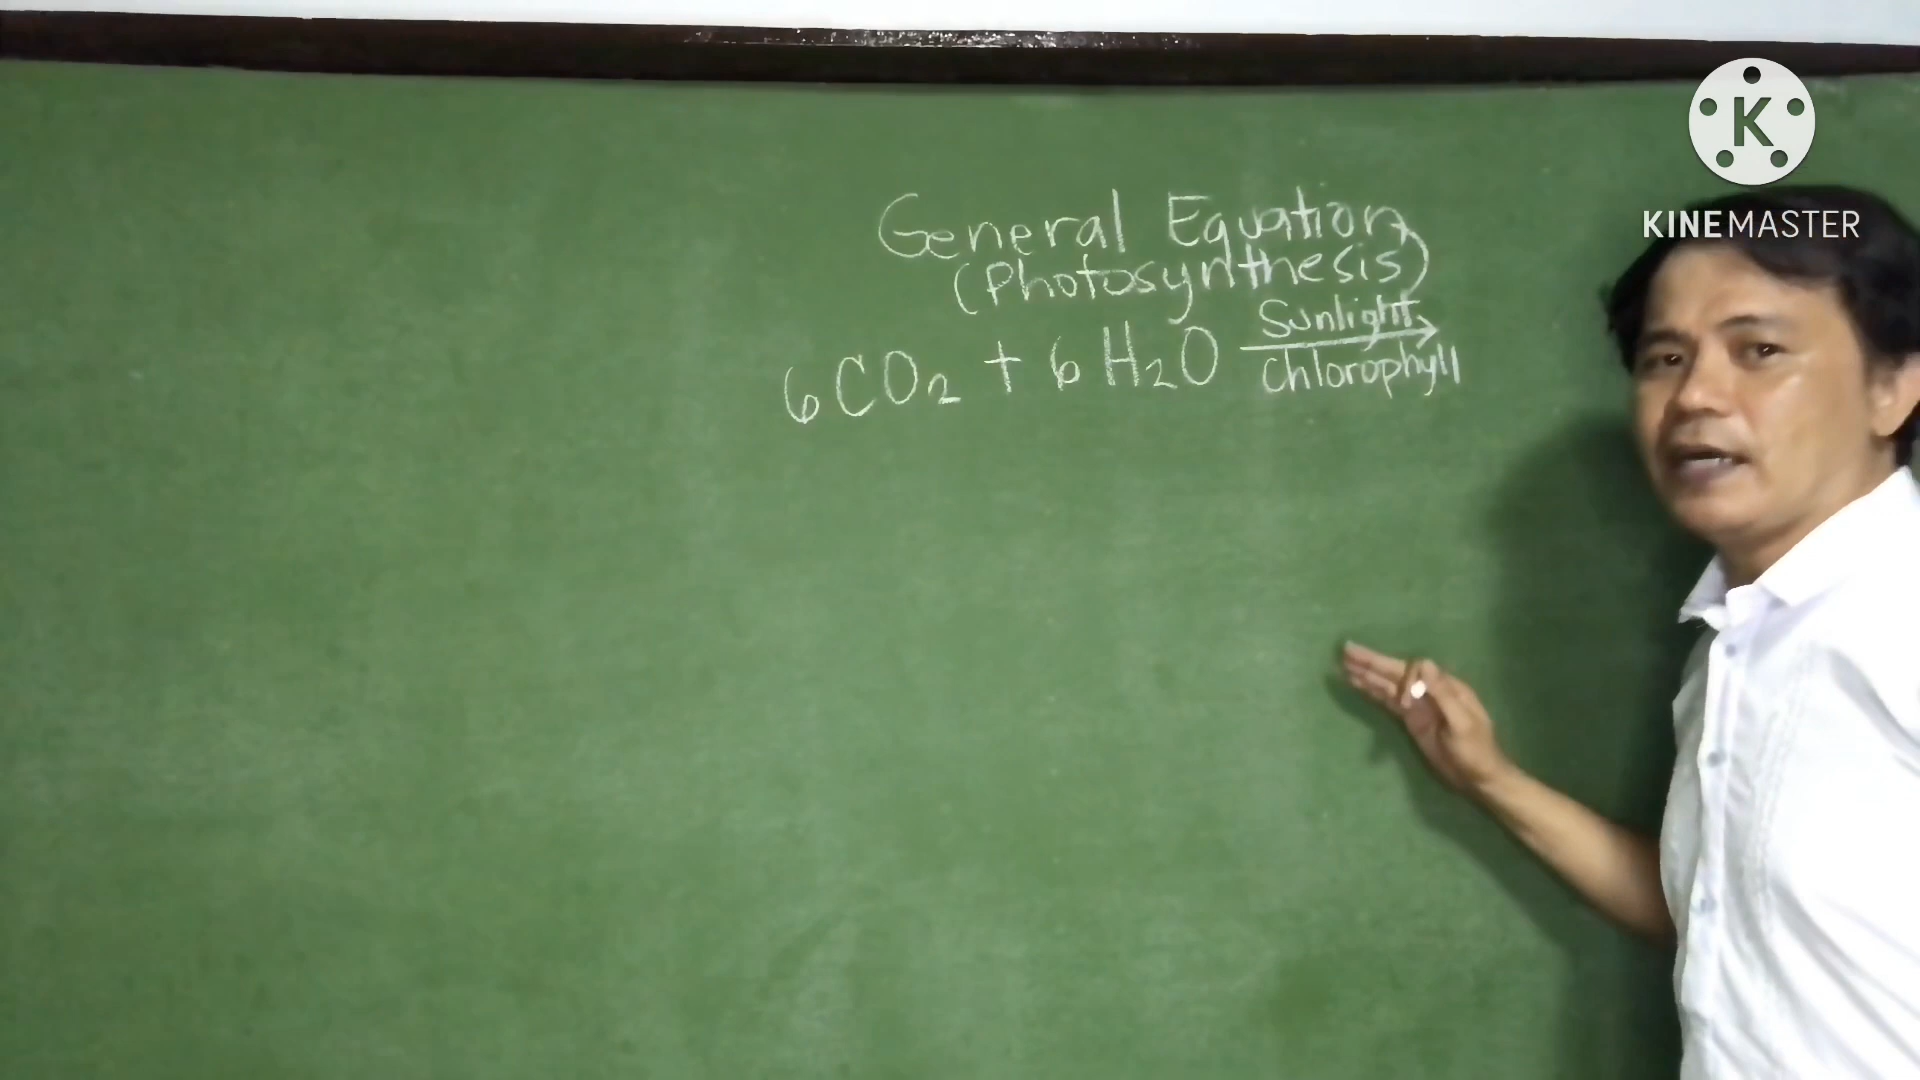 K
KINEMASTER
General Equation
(Photosynthesis)
Sunlight
6CO₂ + 6H₂O →
chlorophyll